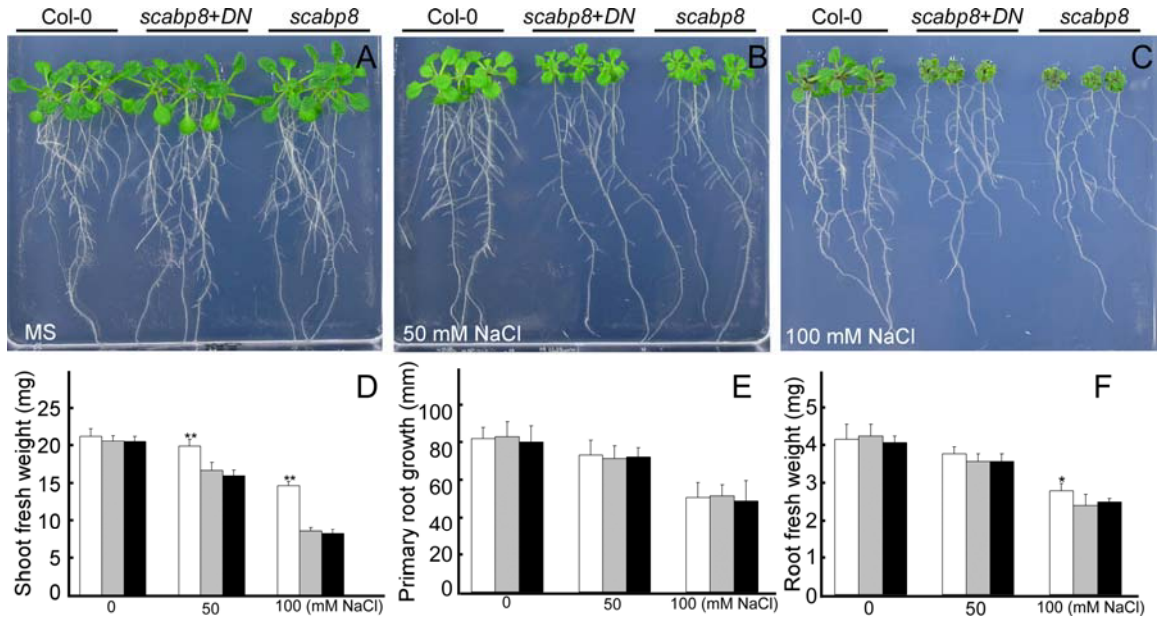 Col-0 scabp8+DN scabp8 Col-0 scabp8+DN scabp8 Col-0 scabp8+DN scabp8
A B C
MS 50 mM NaCl 100 mM NaCl
D
Shoot fresh weight (mg)
25
20
15
10
5
0
** **
0 50 100 (mM NaCl)
E
Primary root growth (mm)
100
80
60
40
20
0
0 50 100 (mM NaCl)
F
Root fresh weight (mg)
5
4
3
2
1
0
*
0 50 100 (mM NaCl)